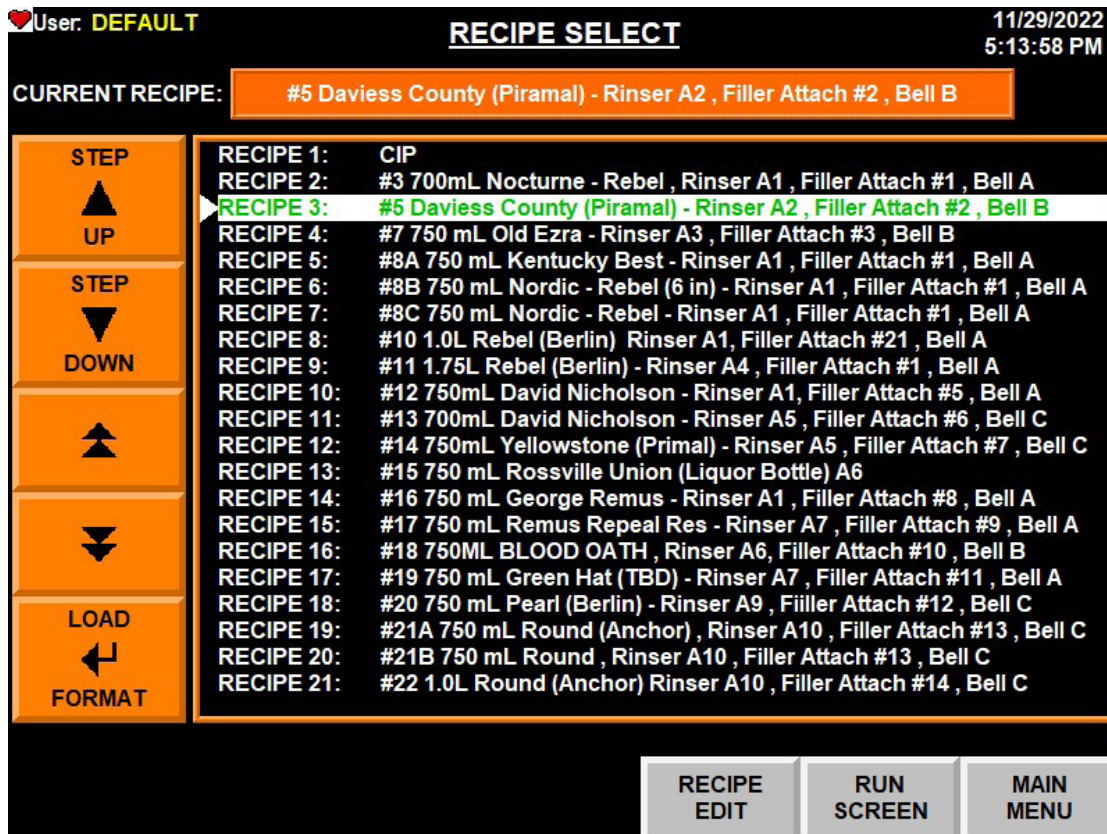 User: DEFAULT
RECIPE SELECT
11/29/2022
5:13:58 PM
CURRENT RECIPE: #5 Daviess County (Piramal) - Rinser A2 , Filler Attach #2 , Bell B
STEP
UP
STEP
DOWN
LOAD
FORMAT
RECIPE 1: CIP
RECIPE 2: #3 700mL Nocturne - Rebel , Rinser A1 , Filler Attach #1 , Bell A
RECIPE 3: #5 Daviess County (Piramal) - Rinser A2 , Filler Attach #2 , Bell B
RECIPE 4: #7 750 mL Old Ezra - Rinser A3 , Filler Attach #3 , Bell B
RECIPE 5: #8A 750 mL Kentucky Best - Rinser A1 , Filler Attach #1 , Bell A
RECIPE 6: #8B 750 mL Nordic - Rebel (6 in) - Rinser A1 , Filler Attach #1 , Bell A
RECIPE 7: #8C 750 mL Nordic - Rebel - Rinser A1 , Filler Attach #1 , Bell A
RECIPE 8: #10 1.0L Rebel (Berlin) Rinser A1, Filler Attach #21 , Bell A
RECIPE 9: #11 1.75L Rebel (Berlin) - Rinser A4 , Filler Attach #1 , Bell A
RECIPE 10: #12 750mL David Nicholson - Rinser A1, Filler Attach #5 , Bell A
RECIPE 11: #13 700mL David Nicholson - Rinser A5 , Filler Attach #6 , Bell C
RECIPE 12: #14 750mL Yellowstone (Primal) - Rinser A5 , Filler Attach #7 , Bell C
RECIPE 13: #15 750 mL Rossville Union (Liquor Bottle) A6
RECIPE 14: #16 750 mL George Remus - Rinser A1 , Filler Attach #8 , Bell A
RECIPE 15: #17 750 mL Remus Repeal Res - Rinser A7 , Filler Attach #9 , Bell A
RECIPE 16: #18 750ML BLOOD OATH , Rinser A6, Filler Attach #10 , Bell B
RECIPE 17: #19 750 mL Green Hat (TBD) - Rinser A7 , Filler Attach #11 , Bell A
RECIPE 18: #20 750 mL Pearl (Berlin) - Rinser A9 , Fiiller Attach #12 , Bell C
RECIPE 19: #21A 750 mL Round (Anchor) , Rinser A10 , Filler Attach #13 , Bell C
RECIPE 20: #21B 750 mL Round , Rinser A10 , Filler Attach #13 , Bell C
RECIPE 21: #22 1.0L Round (Anchor) Rinser A10 , Filler Attach #14 , Bell C
RECIPE
EDIT
RUN
SCREEN
MAIN
MENU